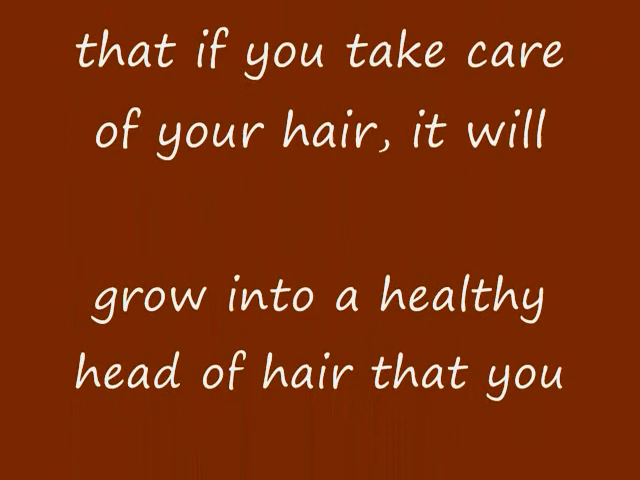 that if you take care
of your hair, it will
grow into a healthy
head of hair that you